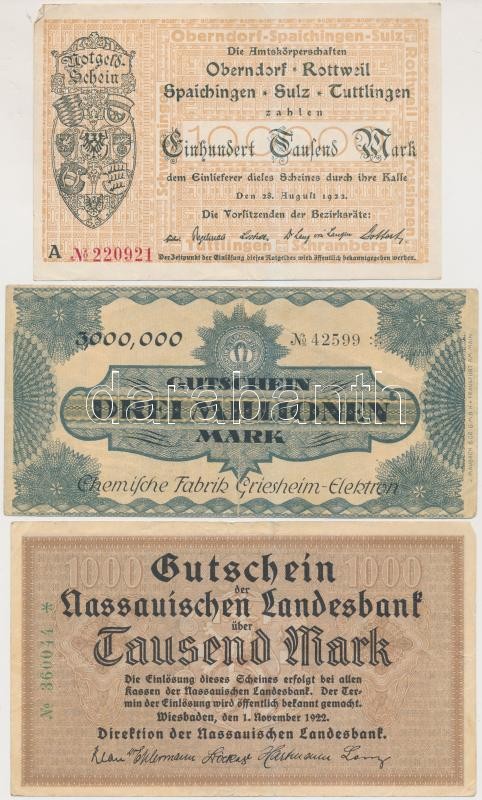 Oberndorf-Spaichingen-Sulz
Rottweil
Notgeld-
Schein
Die Amtskörperschaften
Oberndorf · Rottweil
Spaichingen · Sulz · Tuttlingen
zahlen
100000
Einhundert Tausend Mark
dem Einlieferer dieses Scheines durch ihre Kasse
Den 28. August 1922.
Die Vorsitzenden der Bezirksräte:
A № 220921
Tuttlingen Schramberg
Der Zeitpunkt der Einlösung dieses Notgeldes wird öffentlich bekanntgegeben werden.
3000,000
№ 42599
GUTSCHEIN
DREI MILLIONEN
MARK
Chemische Fabrik Griesheim-Elektron
darabanth
1000 1000
Gutschein
der
Nassauischen Landesbank
über
Tausend Mark
Die Einlösung dieses Scheines erfolgt bei allen
Kassen der Nassauischen Landesbank. Der Ter-
min der Einlösung wird öffentlich bekannt gemacht.
Wiesbaden, den 1. November 1922.
Direktion der Nassauischen Landesbank.
№ 360044 *